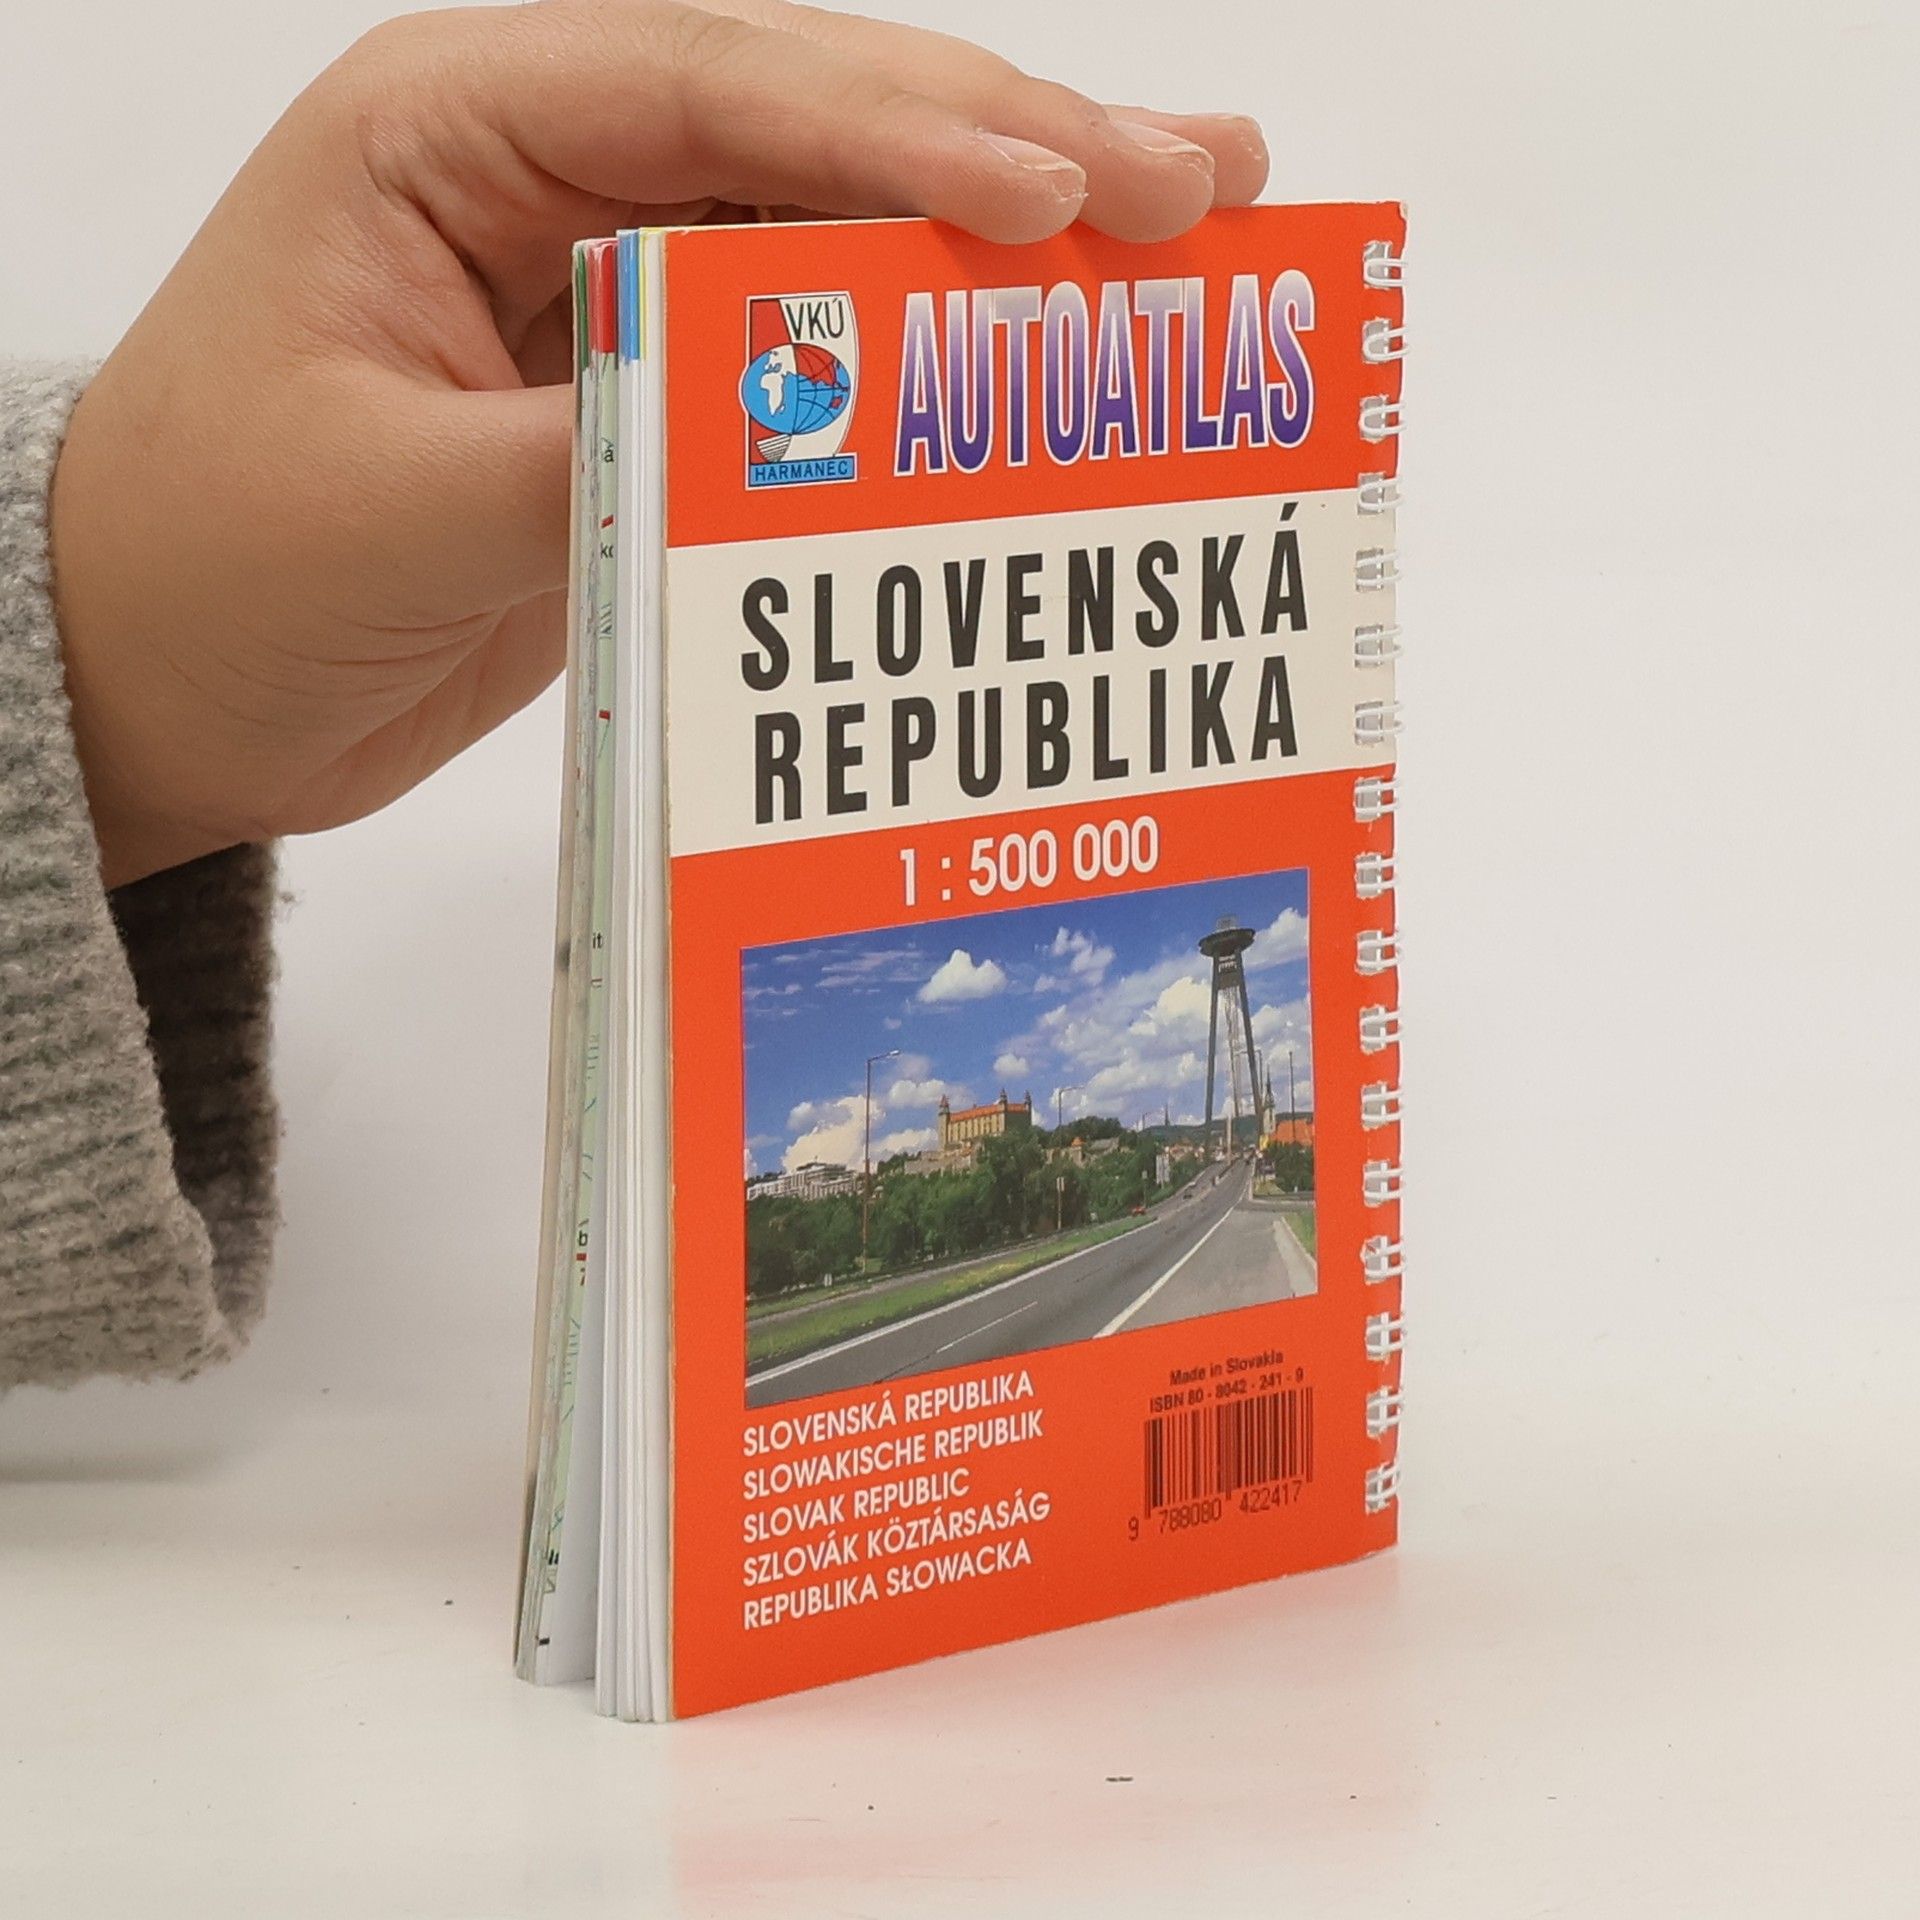 VKÚ
HARMANEC
AUTOATLAS
SLOVENSKÁ
REPUBLIKA
1 : 500 000
SLOVENSKÁ REPUBLIKA
SLOWAKISCHE REPUBLIK
SLOVAK REPUBLIC
SZLOVÁK KÖZTÁRSASÁG
REPUBLIKA SŁOWACKA
Made in Slovakia
ISBN 80 - 8042 - 241 - 9
9 788080 422417